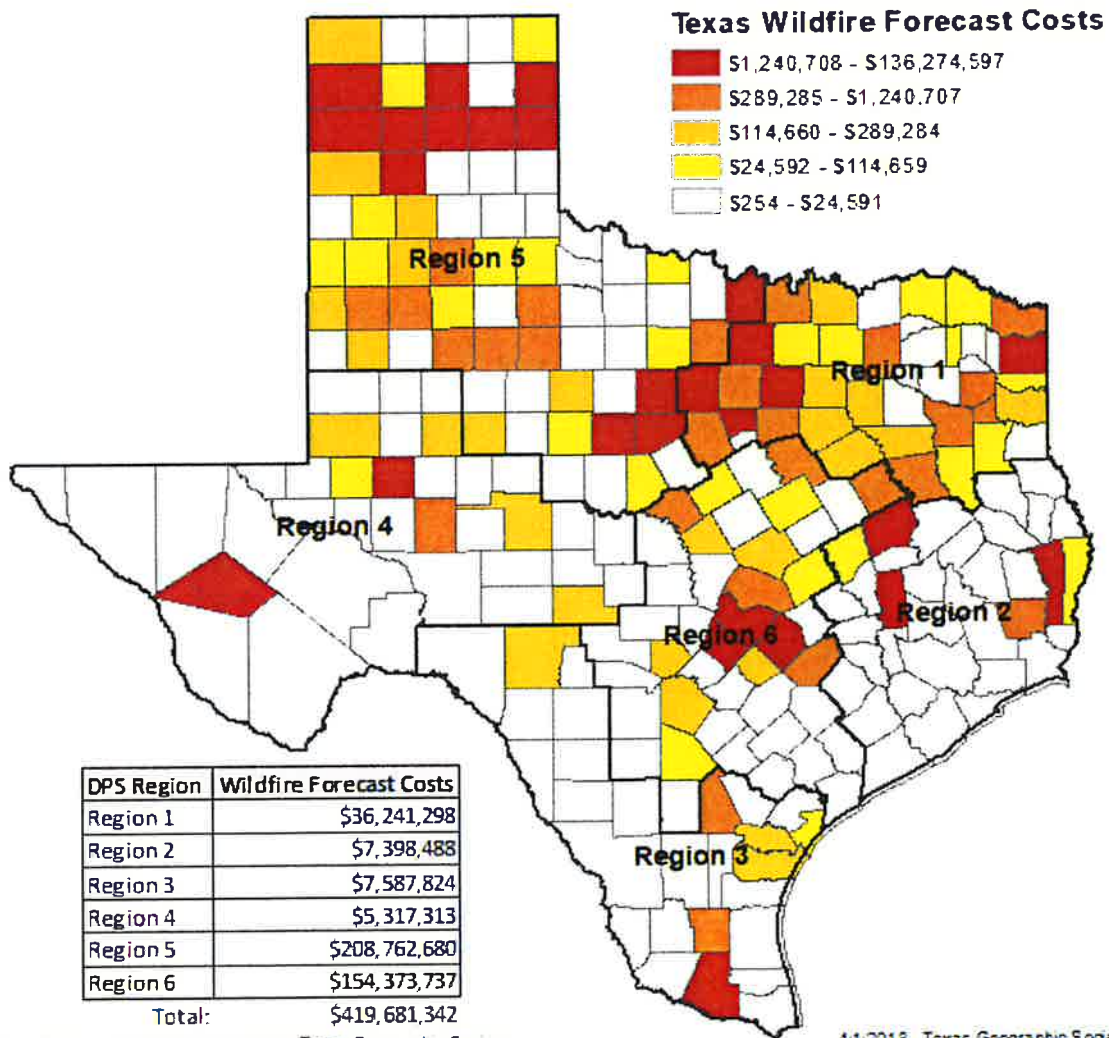 Texas Wildfire Forecast Costs
$1,240,708 - $136,274,597
$289,285 - $1,240.707
$114,660 - $289,284
$24,592 - $114,659
$254 - $24,591
Region 5
Region 1
Region 4
Region 2
Region 6
Region 3
DPS Region Wildfire Forecast Costs
Region 1 $36,241,298
Region 2 $7,398,488
Region 3 $7,587,824
Region 4 $5,317,313
Region 5 $208,762,680
Region 6 $154,373,737
Total: $419,681,342